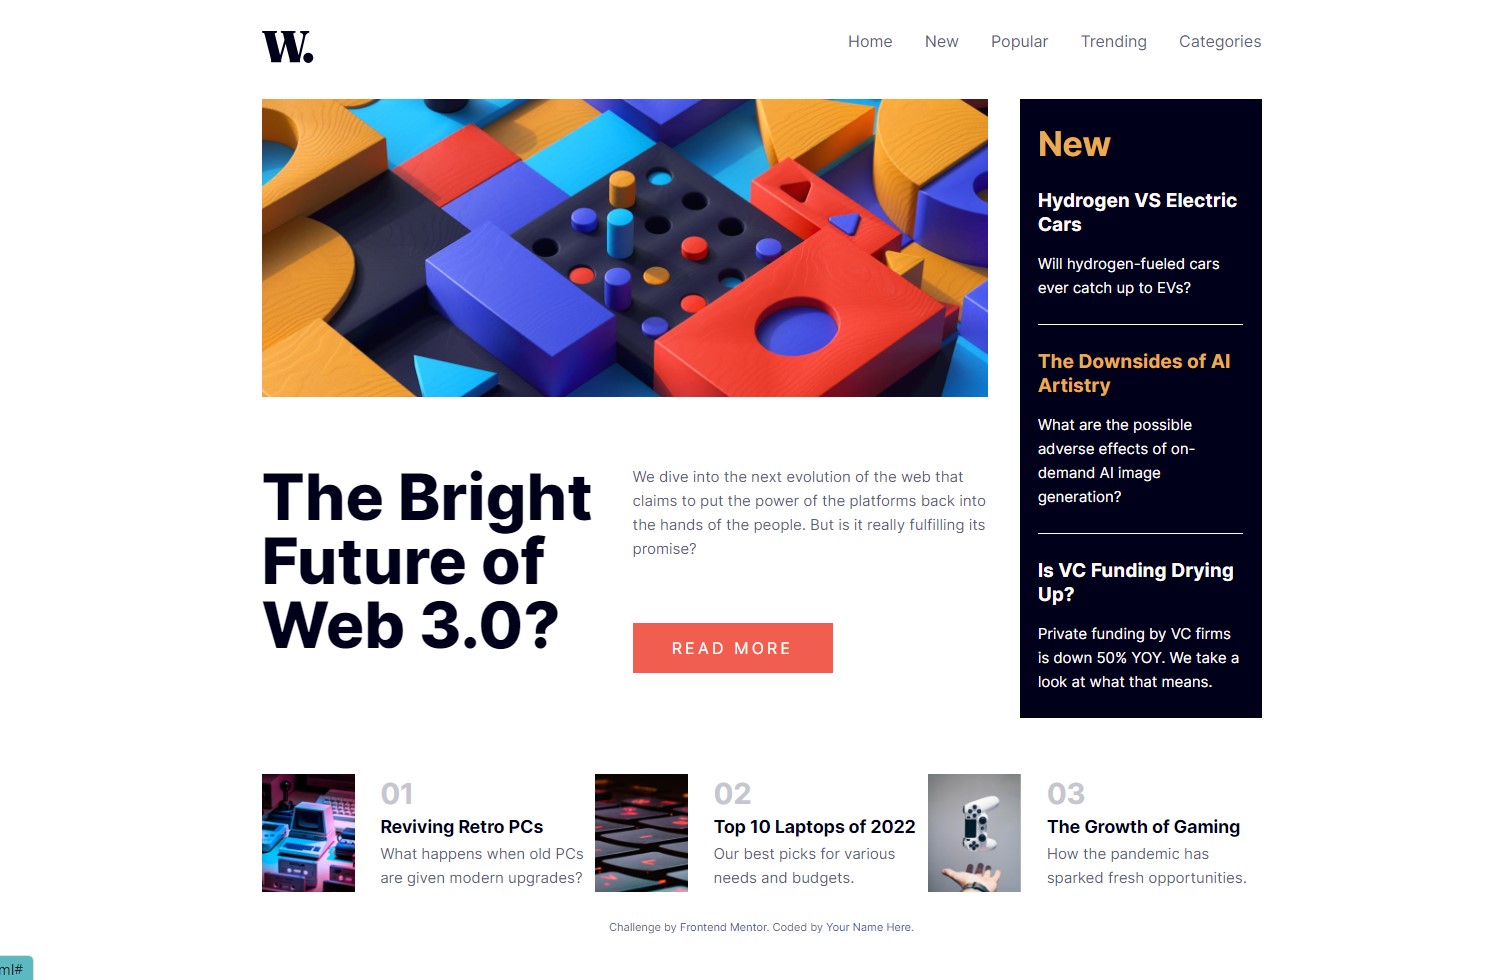 W.
Home New Popular Trending Categories
New
Hydrogen VS Electric
Cars
Will hydrogen-fueled cars
ever catch up to EVs?
The Downsides of AI
Artistry
What are the possible
adverse effects of on-
demand AI image
generation?
Is VC Funding Drying
Up?
Private funding by VC firms
is down 50% YOY. We take a
look at what that means.
The Bright
Future of
Web 3.0?
We dive into the next evolution of the web that
claims to put the power of the platforms back into
the hands of the people. But is it really fulfilling its
promise?
READ MORE
01
Reviving Retro PCs
What happens when old PCs
are given modern upgrades?
02
Top 10 Laptops of 2022
Our best picks for various
needs and budgets.
03
The Growth of Gaming
How the pandemic has
sparked fresh opportunities.
Challenge by Frontend Mentor. Coded by Your Name Here.
ml#